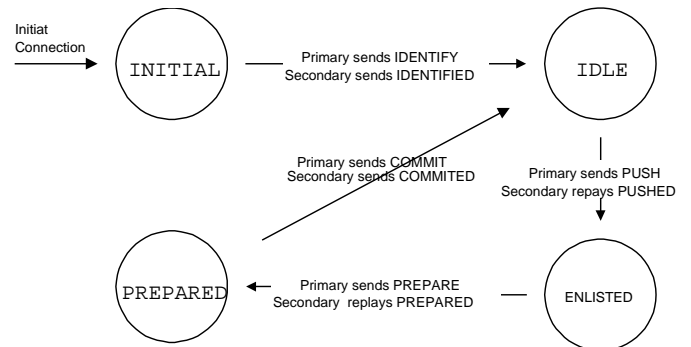 Initiat
Connection
INITIAL
Primary sends IDENTIFY
Secondary sends IDENTIFIED
IDLE
Primary sends COMMIT
Secondary sends COMMITED
Primary sends PUSH
Secondary repays PUSHED
PREPARED
Primary sends PREPARE
Secondary replays PREPARED
ENLISTED